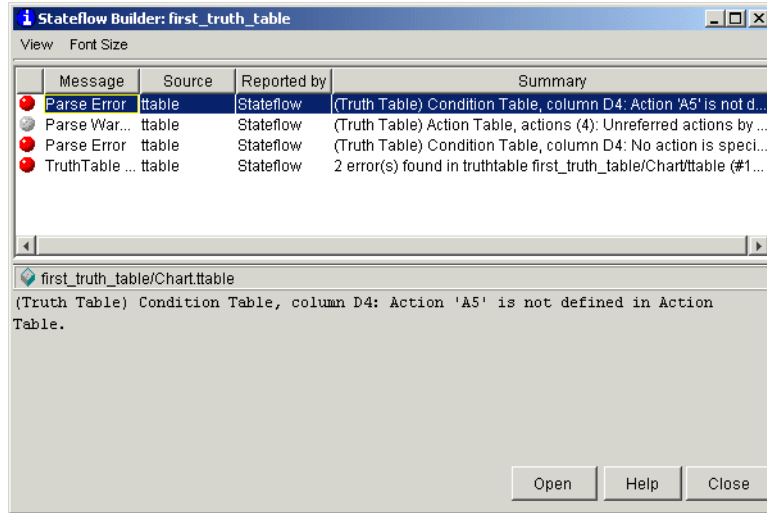 Stateflow Builder: first_truth_table
View Font Size
Message Source Reported by Summary
Parse Error ttable Stateflow (Truth Table) Condition Table, column D4: Action 'A5' is not d...
Parse War... ttable Stateflow (Truth Table) Action Table, actions (4): Unreferred actions by ...
Parse Error ttable Stateflow (Truth Table) Condition Table, column D4: No action is speci...
TruthTable ... ttable Stateflow 2 error(s) found in truthtable first_truth_table/Chart/ttable (#1...
first_truth_table/Chart.ttable
(Truth Table) Condition Table, column D4: Action 'A5' is not defined in Action
Table.
Open Help Close